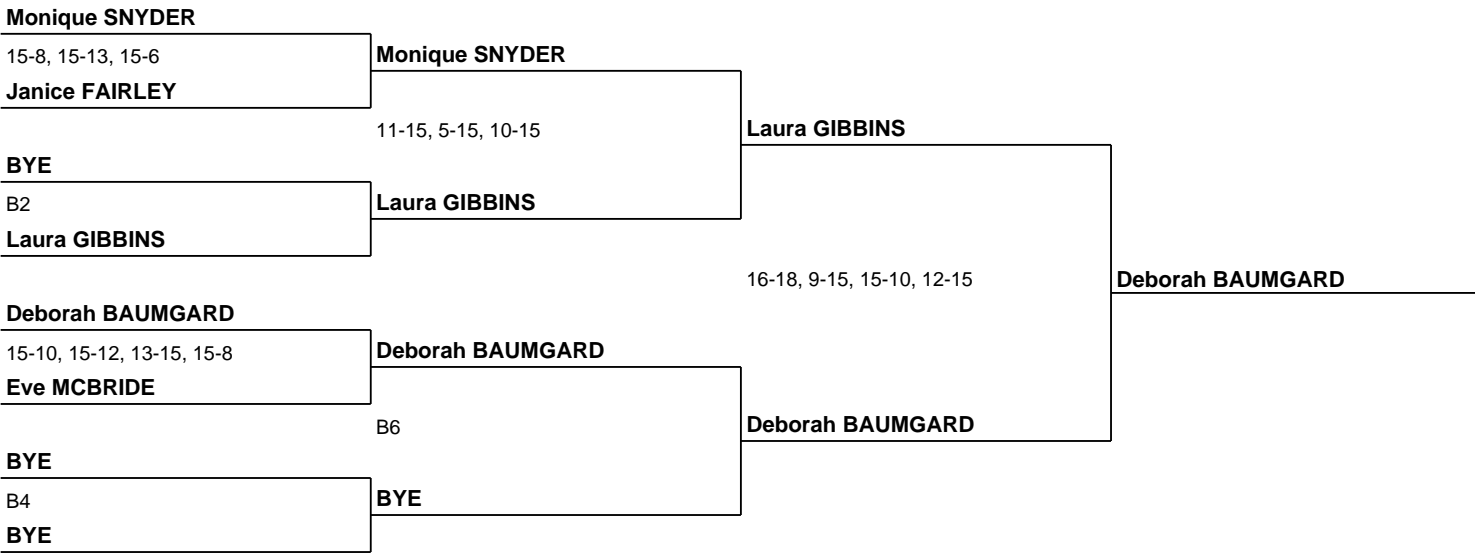 Monique SNYDER
15-8, 15-13, 15-6
Janice FAIRLEY
BYE
B2
Laura GIBBINS
Deborah BAUMGARD
15-10, 15-12, 13-15, 15-8
Eve MCBRIDE
BYE
B4
BYE
Monique SNYDER
11-15, 5-15, 10-15
Laura GIBBINS
Deborah BAUMGARD
B6
BYE
Laura GIBBINS
16-18, 9-15, 15-10, 12-15
Deborah BAUMGARD
Deborah BAUMGARD